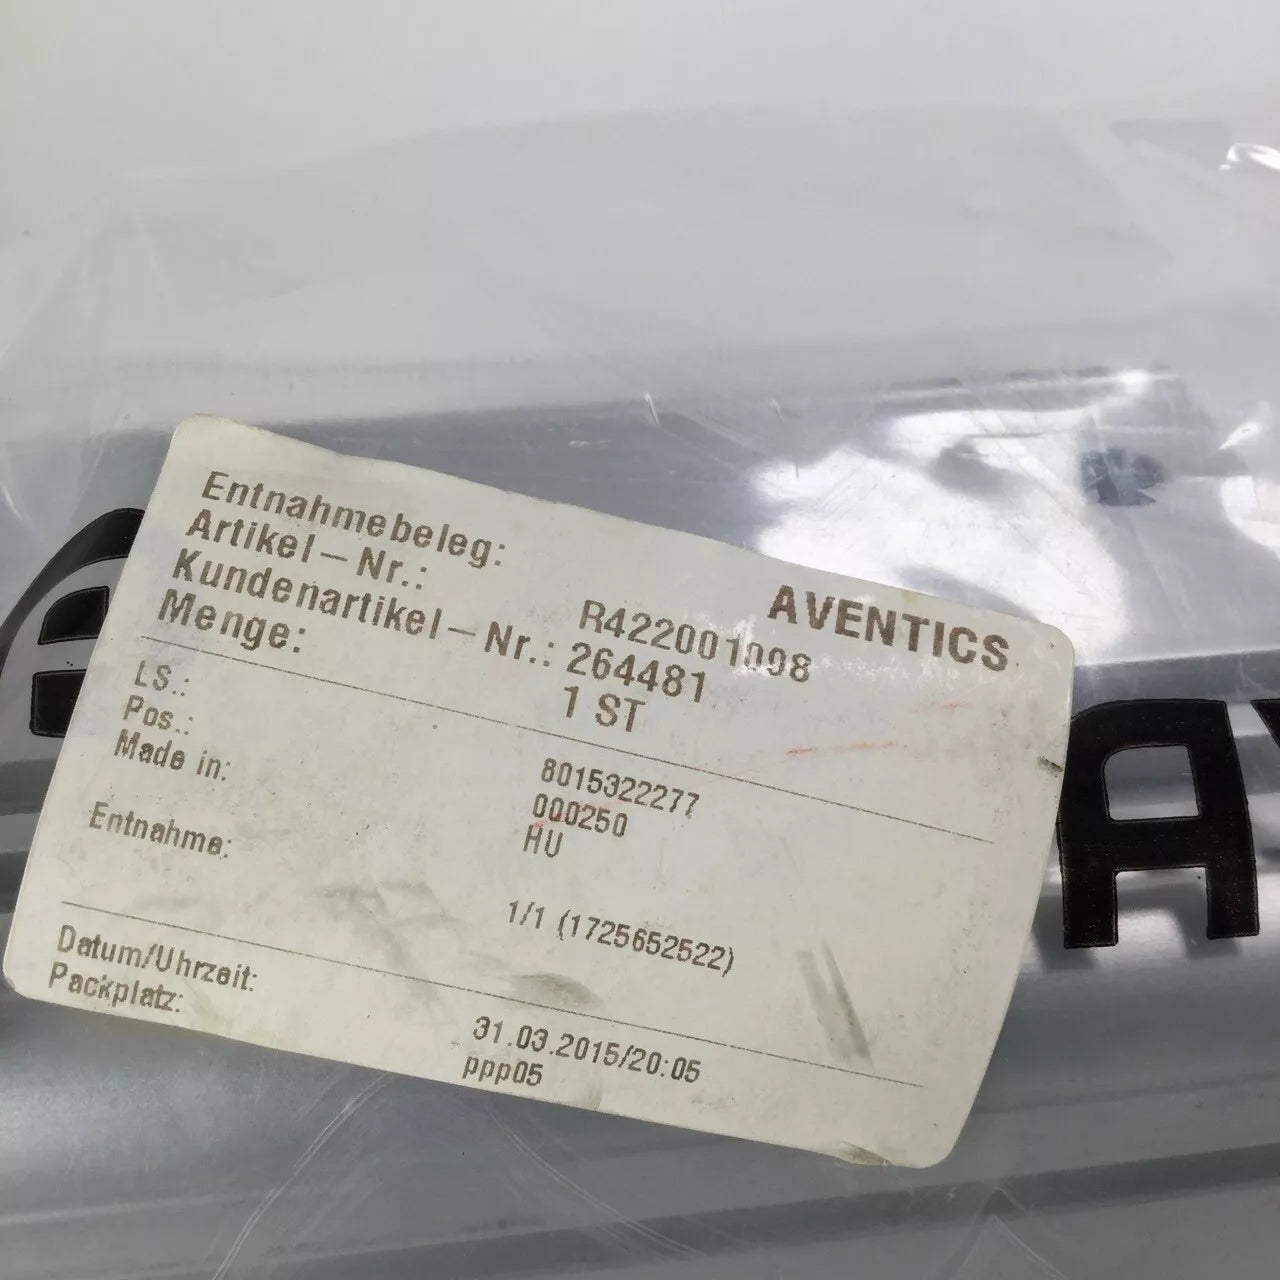 Entnahmebeleg:
AVENTICS
Artikel-Nr.: R422001098
Kundenartikel-Nr.: 264481
Menge: 1 ST
LS.: 8015322277
Pos.: 000250
Made in: HU
Entnahme: 1/1 (1725652522)
Datum/Uhrzeit: 31.03.2015/20:05
Packplatz: ppp05